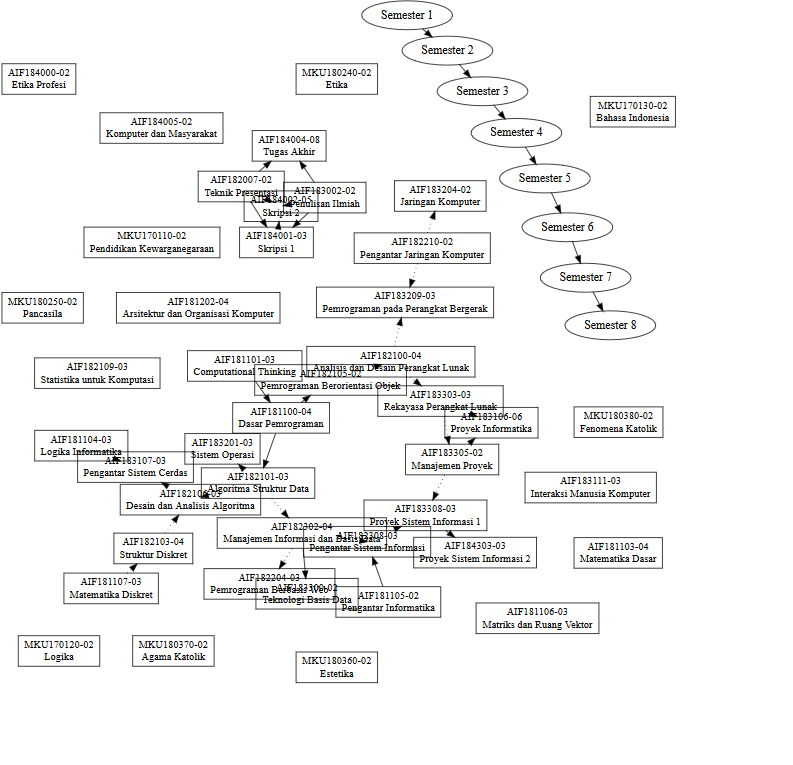 Semester 1
Semester 2
AIF184000-02
Etika Profesi
MKU180240-02
Etika
Semester 3
MKU170130-02
Bahasa Indonesia
AIF184005-02
Komputer dan Masyarakat
Semester 4
AIF184004-08
Tugas Akhir
AIF182007-02
Teknik Presentasi
AIF184002-05
Skripsi 2
AIF183002-02
Penulisan Ilmiah
AIF183204-02
Jaringan Komputer
Semester 5
MKU170110-02
Pendidikan Kewarganegaraan
AIF184001-03
Skripsi 1
AIF182210-02
Pengantar Jaringan Komputer
Semester 6
Semester 7
MKU180250-02
Pancasila
AIF181202-04
Arsitektur dan Organisasi Komputer
AIF183209-03
Pemrograman pada Perangkat Bergerak
Semester 8
AIF182109-03
Statistika untuk Komputasi
AIF181101-03
Computational Thinking
AIF182100-04
Analisis dan Desain Perangkat Lunak
AIF182105-02
Pemrograman Berorientasi Objek
AIF183303-03
Rekayasa Perangkat Lunak
AIF181100-04
Dasar Pemrograman
AIF183106-06
Proyek Informatika
MKU180380-02
Fenomena Katolik
AIF181104-03
Logika Informatika
AIF183201-03
Sistem Operasi
AIF183107-03
Pengantar Sistem Cerdas
AIF183305-02
Manajemen Proyek
AIF182101-03
Algoritma Struktur Data
AIF183111-03
Interaksi Manusia Komputer
Desain dan Analisis Algoritma
AIF183308-03
Proyek Sistem Informasi 1
AIF182302-04
Manajemen Informasi dan Basis Data
Pengantar Sistem Informasi
AIF182103-04
Struktur Diskret
AIF184303-03
Proyek Sistem Informasi 2
AIF181103-04
Matematika Dasar
AIF181107-03
Matematika Diskret
AIF182204-03
Pemrograman Berbasis Web
Teknologi Basis Data
AIF181105-02
Pengantar Informatika
AIF181106-03
Matriks dan Ruang Vektor
MKU170120-02
Logika
MKU180370-02
Agama Katolik
MKU180360-02
Estetika